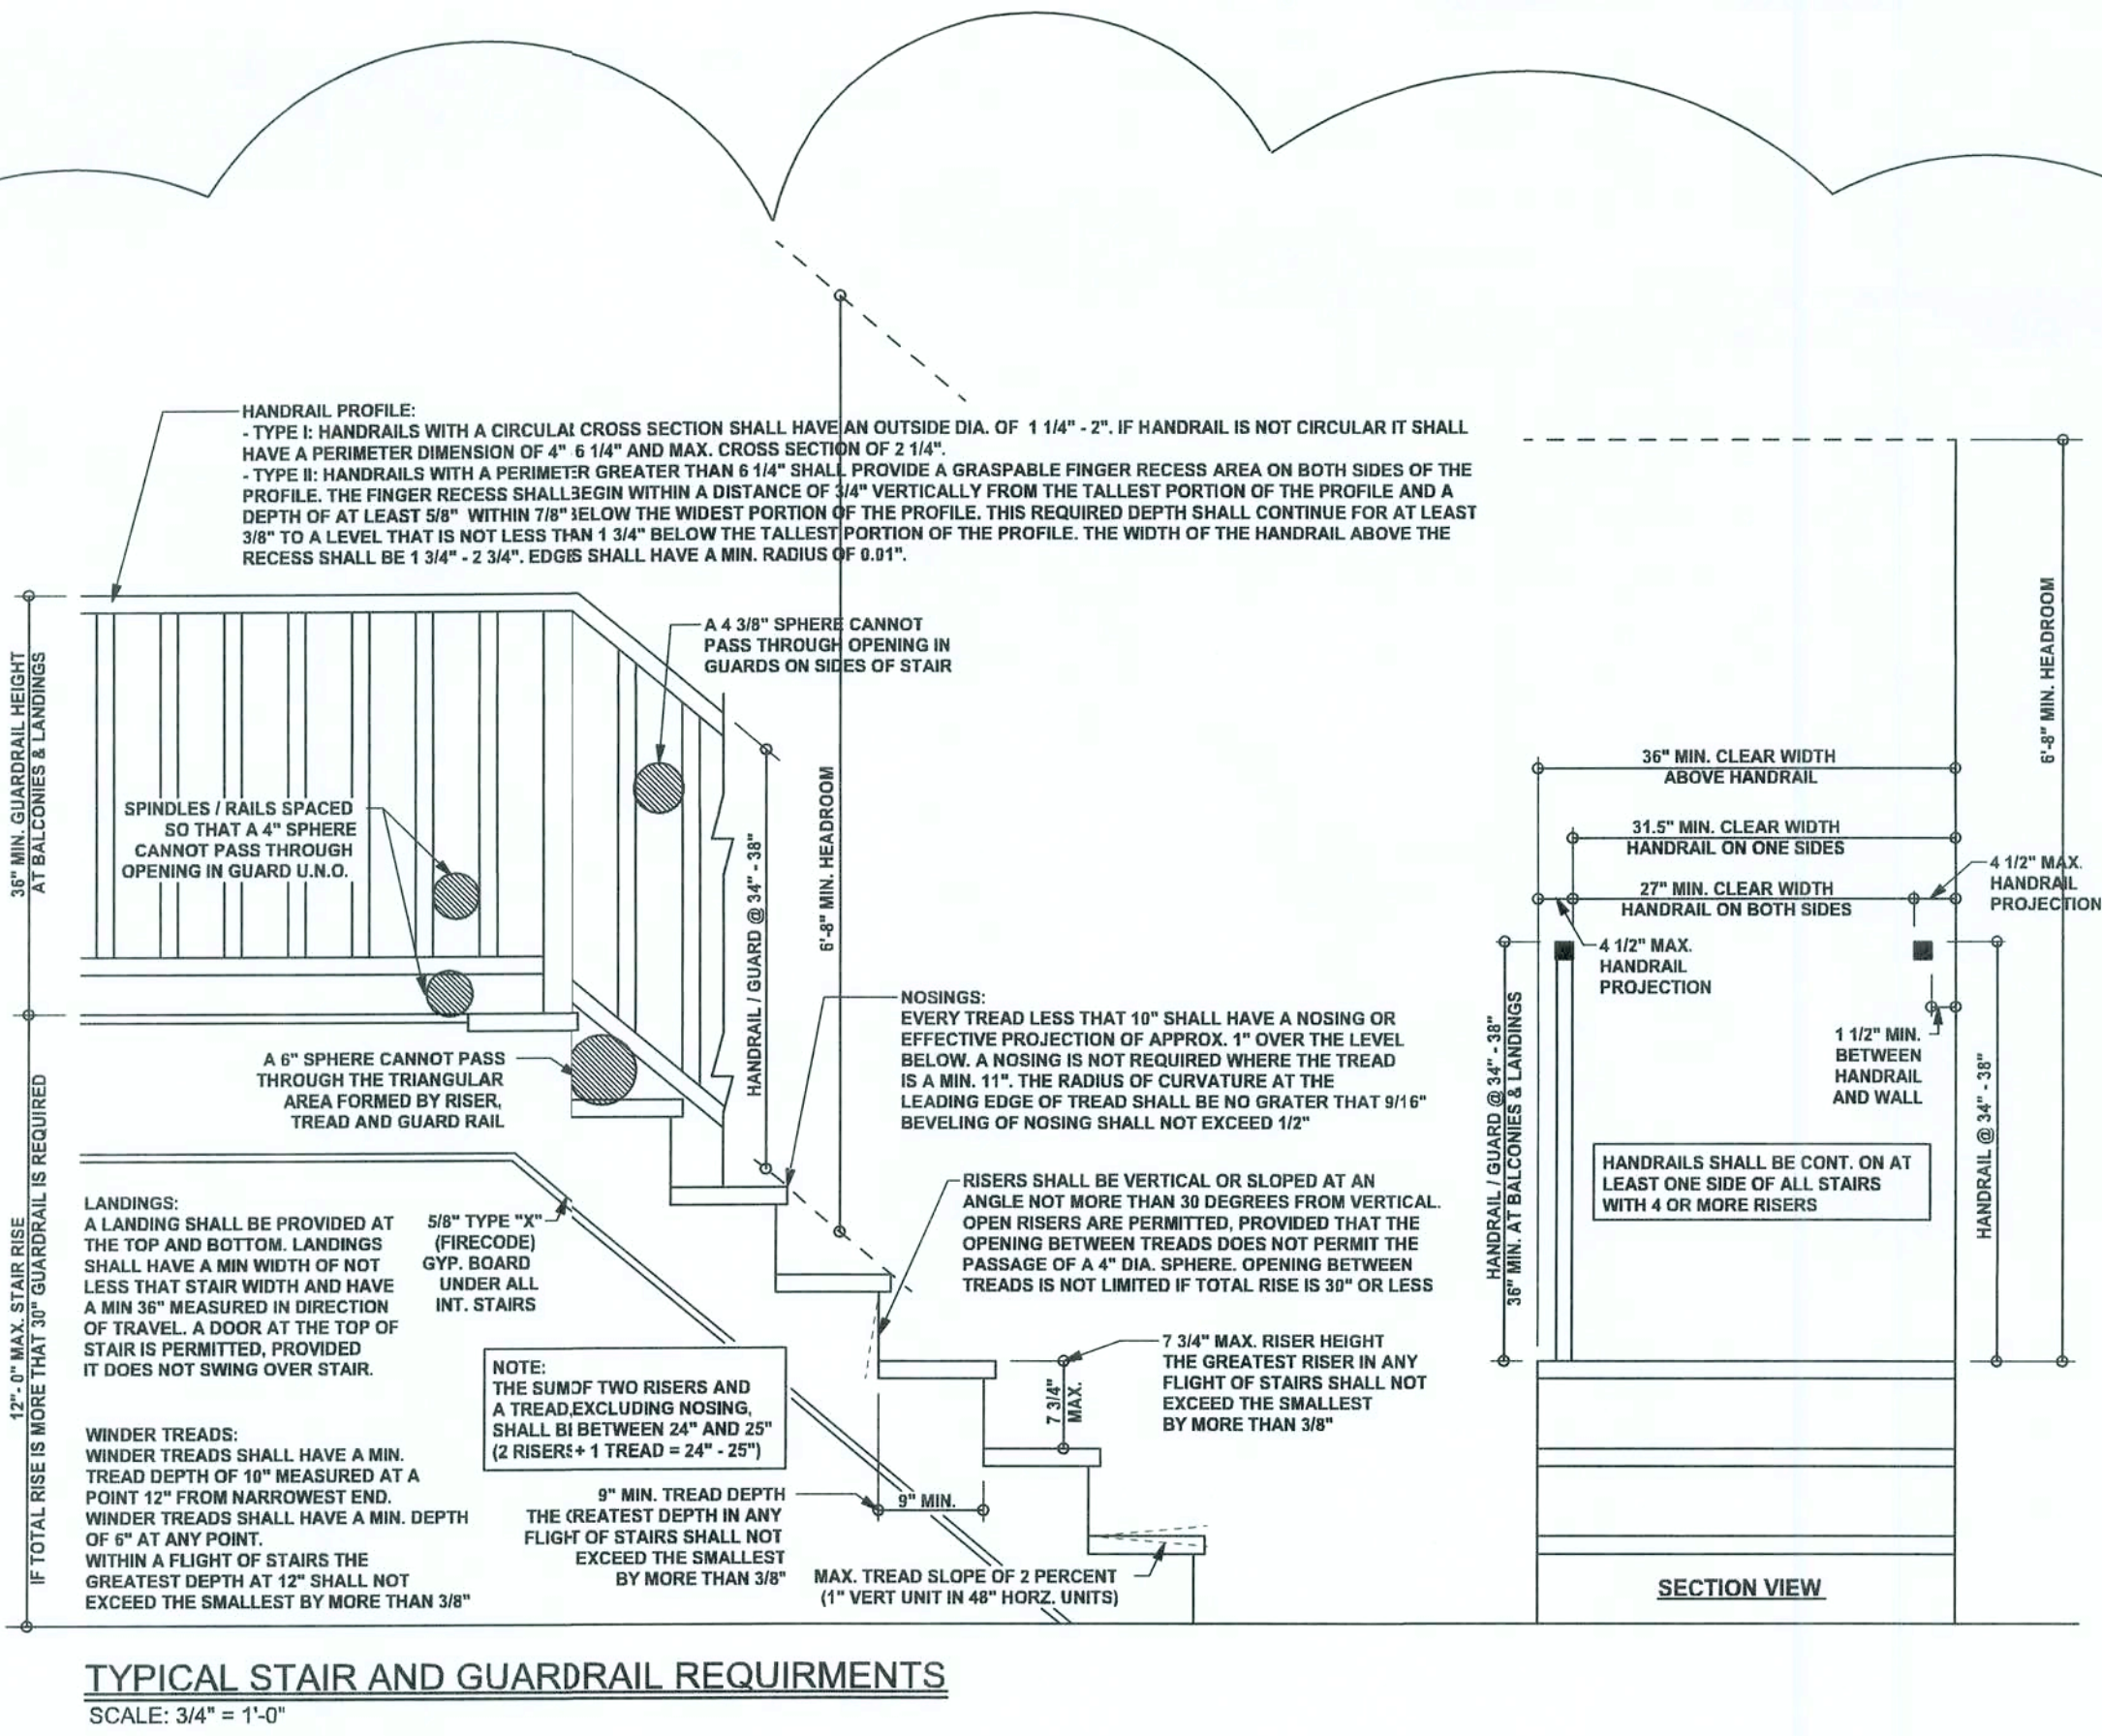 HANDRAIL PROFILE:
- TYPE I: HANDRAILS WITH A CIRCULAR CROSS SECTION SHALL HAVE AN OUTSIDE DIA. OF 1 1/4" - 2". IF HANDRAIL IS NOT CIRCULAR IT SHALL
HAVE A PERIMETER DIMENSION OF 4" 6 1/4" AND MAX. CROSS SECTION OF 2 1/4".
- TYPE II: HANDRAILS WITH A PERIMETER GREATER THAN 6 1/4" SHALL PROVIDE A GRASPABLE FINGER RECESS AREA ON BOTH SIDES OF THE
PROFILE. THE FINGER RECESS SHALL BEGIN WITHIN A DISTANCE OF 3/4" VERTICALLY FROM THE TALLEST PORTION OF THE PROFILE AND A
DEPTH OF AT LEAST 5/8" WITHIN 7/8" BELOW THE WIDEST PORTION OF THE PROFILE. THIS REQUIRED DEPTH SHALL CONTINUE FOR AT LEAST
3/8" TO A LEVEL THAT IS NOT LESS THAN 1 3/4" BELOW THE TALLEST PORTION OF THE PROFILE. THE WIDTH OF THE HANDRAIL ABOVE THE
RECESS SHALL BE 1 3/4" - 2 3/4". EDGES SHALL HAVE A MIN. RADIUS OF 0.01".
36" MIN. GUARDRAIL HEIGHT
AT BALCONIES & LANDINGS
A 4 3/8" SPHERE CANNOT
PASS THROUGH OPENING IN
GUARDS ON SIDES OF STAIR
SPINDLES / RAILS SPACED
SO THAT A 4" SPHERE
CANNOT PASS THROUGH
OPENING IN GUARD U.N.O.
HANDRAIL / GUARD @ 34" - 38"
6'-8" MIN. HEADROOM
A 6" SPHERE CANNOT PASS
THROUGH THE TRIANGULAR
AREA FORMED BY RISER,
TREAD AND GUARD RAIL
NOSINGS:
EVERY TREAD LESS THAT 10" SHALL HAVE A NOSING OR
EFFECTIVE PROJECTION OF APPROX. 1" OVER THE LEVEL
BELOW. A NOSING IS NOT REQUIRED WHERE THE TREAD
IS A MIN. 11". THE RADIUS OF CURVATURE AT THE
LEADING EDGE OF TREAD SHALL BE NO GRATER THAT 9/16"
BEVELING OF NOSING SHALL NOT EXCEED 1/2"
RISERS SHALL BE VERTICAL OR SLOPED AT AN
ANGLE NOT MORE THAN 30 DEGREES FROM VERTICAL.
OPEN RISERS ARE PERMITTED, PROVIDED THAT THE
OPENING BETWEEN TREADS DOES NOT PERMIT THE
PASSAGE OF A 4" DIA. SPHERE. OPENING BETWEEN
TREADS IS NOT LIMITED IF TOTAL RISE IS 30" OR LESS
12"- 0" MAX. STAIR RISE
IF TOTAL RISE IS MORE THAT 30" GUARDRAIL IS REQUIRED
LANDINGS:
A LANDING SHALL BE PROVIDED AT
THE TOP AND BOTTOM. LANDINGS
SHALL HAVE A MIN WIDTH OF NOT
LESS THAT STAIR WIDTH AND HAVE
A MIN 36" MEASURED IN DIRECTION
OF TRAVEL. A DOOR AT THE TOP OF
STAIR IS PERMITTED, PROVIDED
IT DOES NOT SWING OVER STAIR.
5/8" TYPE "X"
(FIRECODE)
GYP. BOARD
UNDER ALL
INT. STAIRS
NOTE:
THE SUM OF TWO RISERS AND
A TREAD, EXCLUDING NOSING,
SHALL BE BETWEEN 24" AND 25"
(2 RISERS + 1 TREAD = 24" - 25")
7 3/4" MAX. RISER HEIGHT
THE GREATEST RISER IN ANY
FLIGHT OF STAIRS SHALL NOT
EXCEED THE SMALLEST
BY MORE THAN 3/8"
7 3/4"
MAX.
WINDER TREADS:
WINDER TREADS SHALL HAVE A MIN.
TREAD DEPTH OF 10" MEASURED AT A
POINT 12" FROM NARROWEST END.
WINDER TREADS SHALL HAVE A MIN. DEPTH
OF 6" AT ANY POINT.
WITHIN A FLIGHT OF STAIRS THE
GREATEST DEPTH AT 12" SHALL NOT
EXCEED THE SMALLEST BY MORE THAN 3/8"
9" MIN. TREAD DEPTH
THE GREATEST DEPTH IN ANY
FLIGHT OF STAIRS SHALL NOT
EXCEED THE SMALLEST
BY MORE THAN 3/8"
9" MIN.
MAX. TREAD SLOPE OF 2 PERCENT
(1" VERT UNIT IN 48" HORZ. UNITS)
6'-8" MIN. HEADROOM
36" MIN. CLEAR WIDTH
ABOVE HANDRAIL
31.5" MIN. CLEAR WIDTH
HANDRAIL ON ONE SIDES
27" MIN. CLEAR WIDTH
HANDRAIL ON BOTH SIDES
4 1/2" MAX.
HANDRAIL
PROJECTION
4 1/2" MAX.
HANDRAIL
PROJECTION
1 1/2" MIN.
BETWEEN
HANDRAIL
AND WALL
HANDRAIL / GUARD @ 34" - 38"
36" MIN. AT BALCONIES & LANDINGS
HANDRAIL @ 34" - 38"
HANDRAILS SHALL BE CONT. ON AT
LEAST ONE SIDE OF ALL STAIRS
WITH 4 OR MORE RISERS
SECTION VIEW
TYPICAL STAIR AND GUARDRAIL REQUIRMENTS
SCALE: 3/4" = 1'-0"